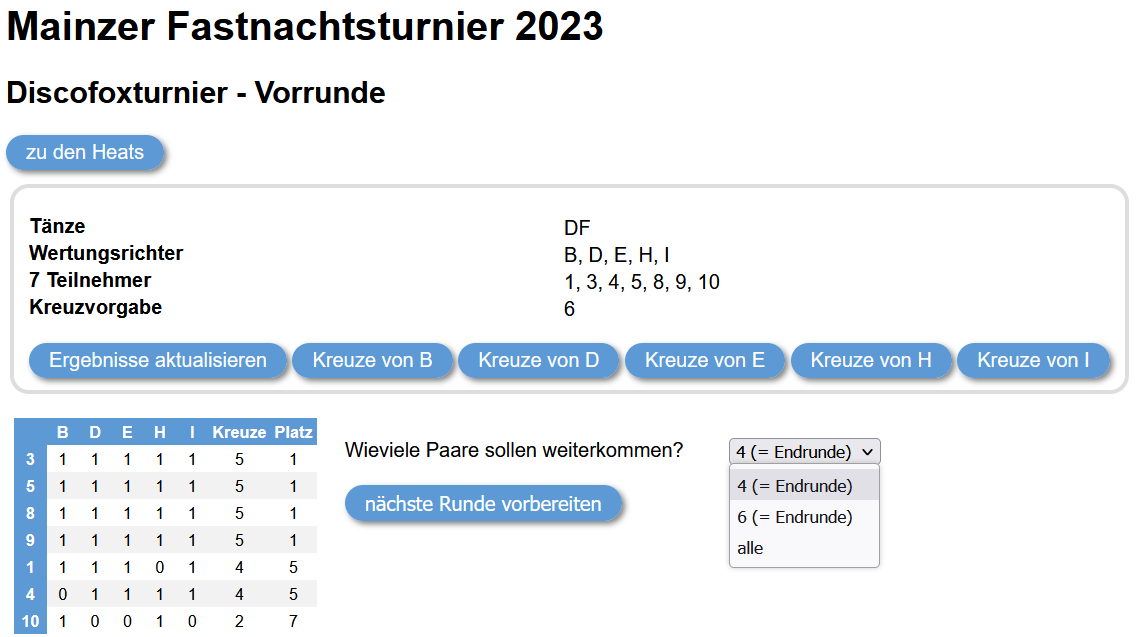 Mainzer Fastnachtsturnier 2023
Discofoxturnier - Vorrunde
zu den Heats
Tänze DF
Wertungsrichter B, D, E, H, I
7 Teilnehmer 1, 3, 4, 5, 8, 9, 10
Kreuzvorgabe 6
Ergebnisse aktualisieren Kreuze von B Kreuze von D Kreuze von E Kreuze von H Kreuze von I
B D E H I Kreuze Platz
3 1 1 1 1 1 5 1
5 1 1 1 1 1 5 1
8 1 1 1 1 1 5 1
9 1 1 1 1 1 5 1
1 1 1 1 0 1 4 5
4 0 1 1 1 1 4 5
10 1 0 0 1 0 2 7
Wieviele Paare sollen weiterkommen? 4 (= Endrunde)
4 (= Endrunde)
6 (= Endrunde)
alle
nächste Runde vorbereiten